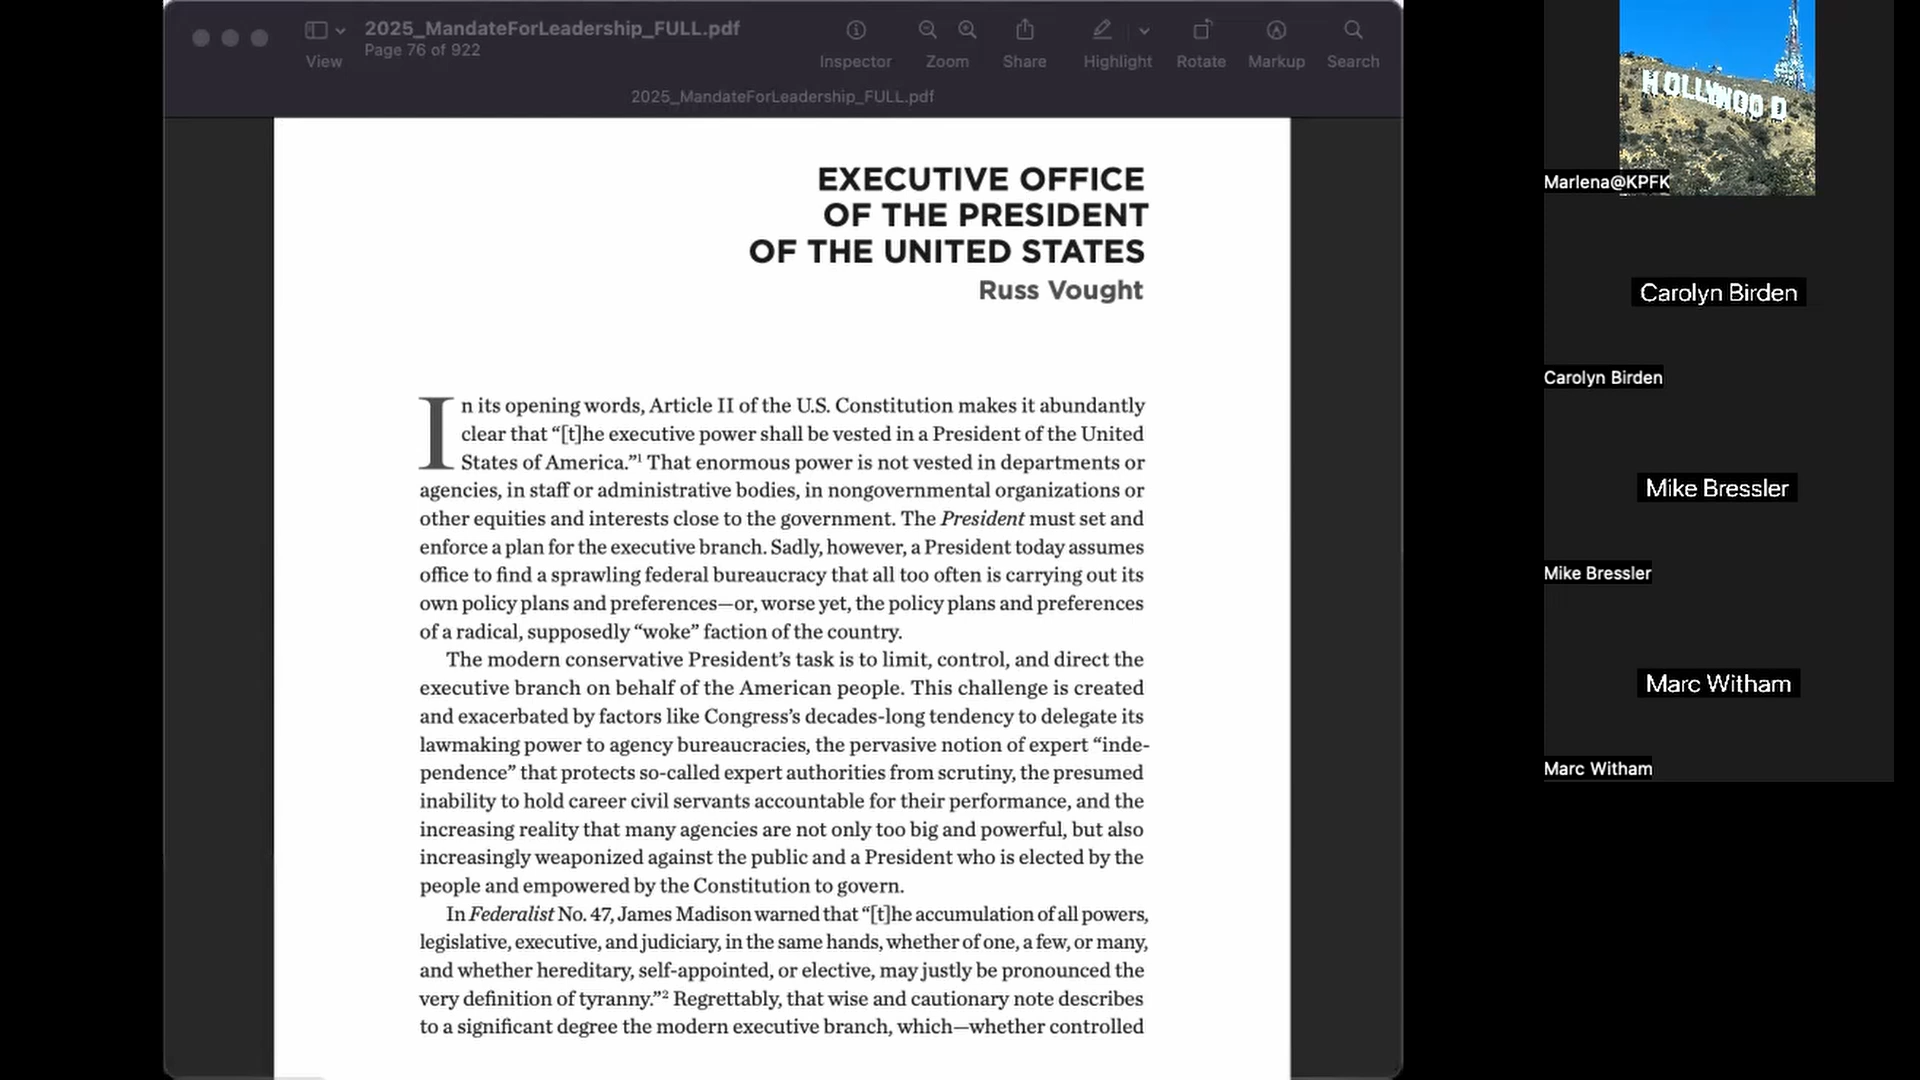 2025_MandateForLeadership_FULL.pdf
Page 76 of 922
View
Inspector
Zoom
Share
Highlight
Rotate
Markup
Search
2025_MandateForLeadership_FULL.pdf
EXECUTIVE OFFICE
OF THE PRESIDENT
OF THE UNITED STATES
Russ Vought
In its opening words, Article II of the U.S. Constitution makes it abundantly
clear that “[t]he executive power shall be vested in a President of the United
States of America.”¹ That enormous power is not vested in departments or
agencies, in staff or administrative bodies, in nongovernmental organizations or
other equities and interests close to the government. The President must set and
enforce a plan for the executive branch. Sadly, however, a President today assumes
office to find a sprawling federal bureaucracy that all too often is carrying out its
own policy plans and preferences—or, worse yet, the policy plans and preferences
of a radical, supposedly “woke” faction of the country.
The modern conservative President’s task is to limit, control, and direct the
executive branch on behalf of the American people. This challenge is created
and exacerbated by factors like Congress’s decades-long tendency to delegate its
lawmaking power to agency bureaucracies, the pervasive notion of expert “inde-
pendence” that protects so-called expert authorities from scrutiny, the presumed
inability to hold career civil servants accountable for their performance, and the
increasing reality that many agencies are not only too big and powerful, but also
increasingly weaponized against the public and a President who is elected by the
people and empowered by the Constitution to govern.
In Federalist No. 47, James Madison warned that “[t]he accumulation of all powers,
legislative, executive, and judiciary, in the same hands, whether of one, a few, or many,
and whether hereditary, self-appointed, or elective, may justly be pronounced the
very definition of tyranny.”² Regrettably, that wise and cautionary note describes
to a significant degree the modern executive branch, which—whether controlled
HOLLYWOOD
Marlena@KPFK
Carolyn Birden
Carolyn Birden
Mike Bressler
Mike Bressler
Marc Witham
Marc Witham